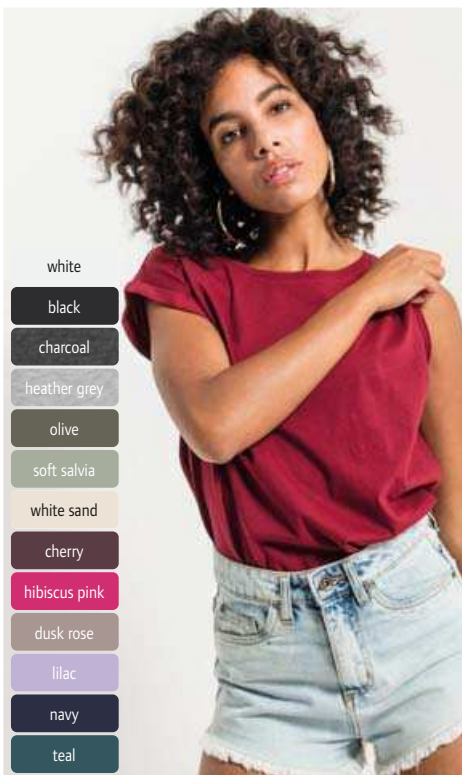 white
black
charcoal
heather grey
olive
soft salvia
white sand
cherry
hibiscus pink
dusk rose
lilac
navy
teal